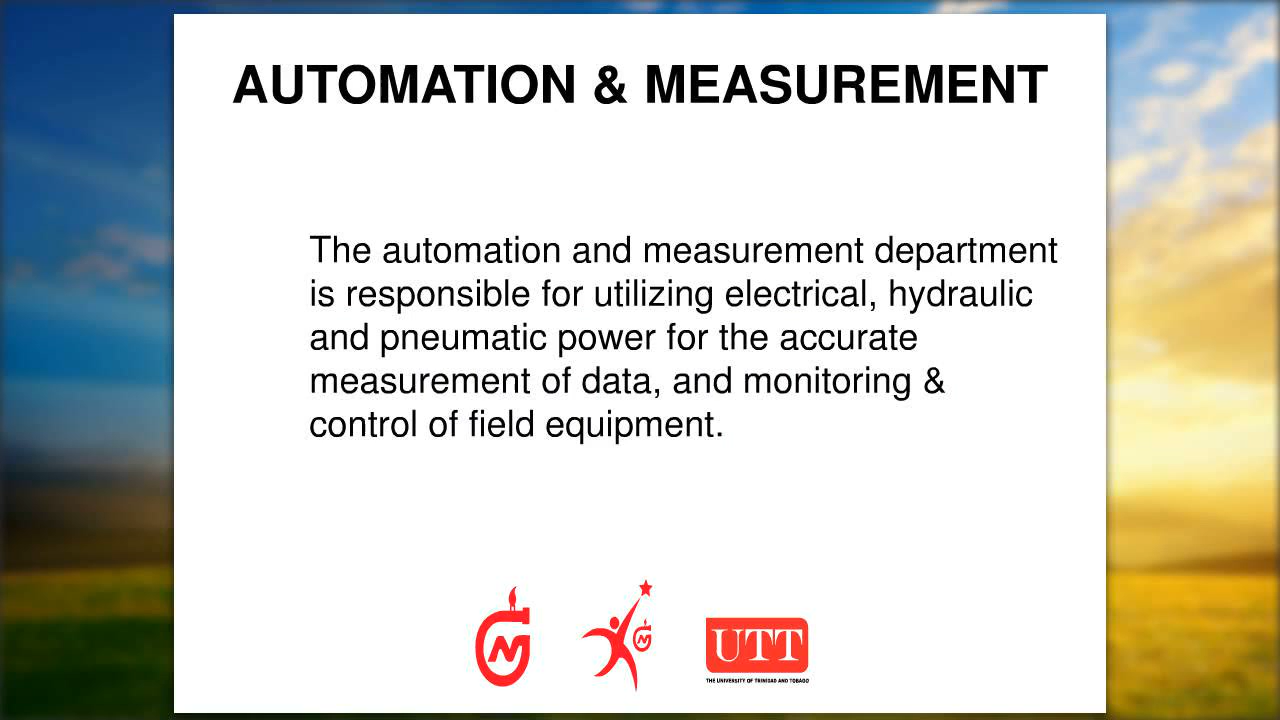 AUTOMATION & MEASUREMENT
The automation and measurement department
is responsible for utilizing electrical, hydraulic
and pneumatic power for the accurate
measurement of data, and monitoring &
control of field equipment.
UTT
THE UNIVERSITY OF TRINIDAD AND TOBAGO